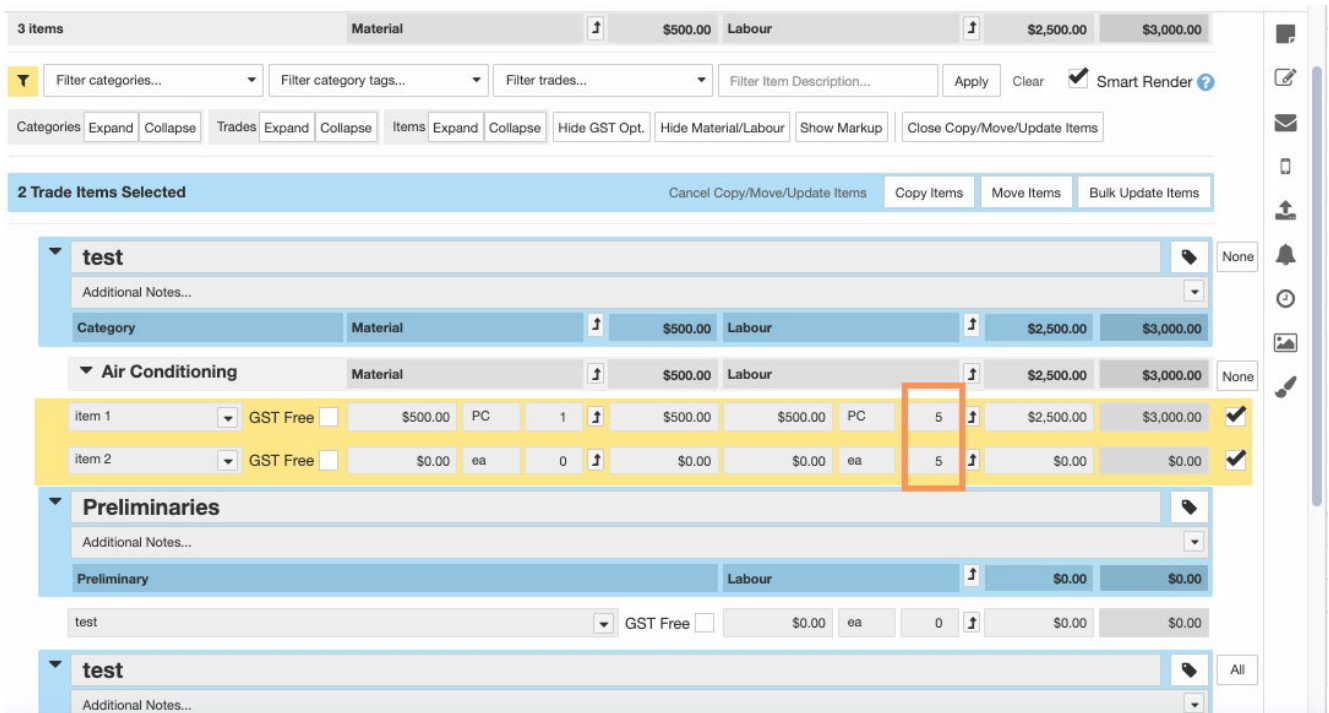 3 items Material $500.00 Labour $2,500.00 $3,000.00
Filter categories... Filter category tags... Filter trades... Filter Item Description... Apply Clear Smart Render ?
Categories Expand Collapse Trades Expand Collapse Items Expand Collapse Hide GST Opt. Hide Material/Labour Show Markup Close Copy/Move/Update Items
2 Trade Items Selected Cancel Copy/Move/Update Items Copy Items Move Items Bulk Update Items
test None
Additional Notes...
Category Material $500.00 Labour $2,500.00 $3,000.00
Air Conditioning Material $500.00 Labour $2,500.00 $3,000.00 None
item 1 GST Free $500.00 PC 1 $500.00 $500.00 PC 5 $2,500.00 $3,000.00
item 2 GST Free $0.00 ea 0 $0.00 $0.00 ea 5 $0.00 $0.00
Preliminaries
Additional Notes...
Preliminary Labour $0.00 $0.00
test GST Free $0.00 ea 0 $0.00 $0.00
test All
Additional Notes...